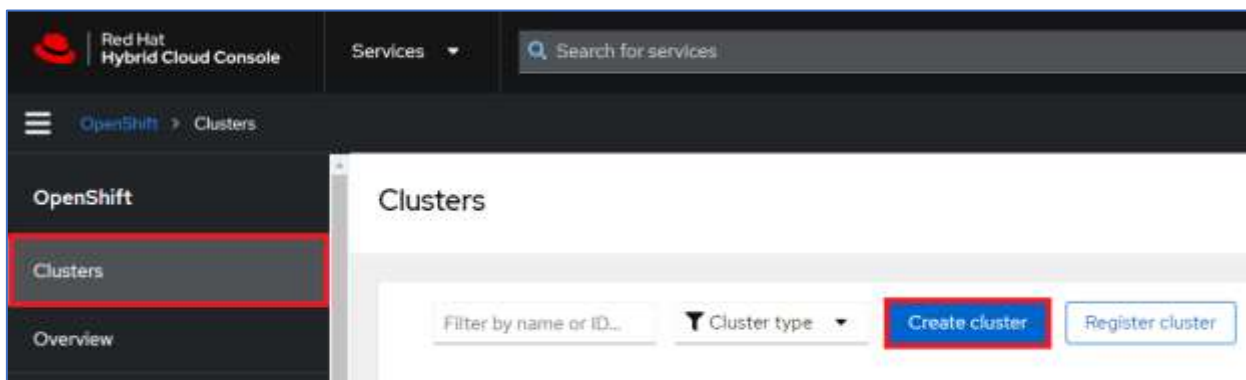 Red Hat
Hybrid Cloud Console
Services
Search for services
OpenShift > Clusters
OpenShift
Clusters
Overview
Clusters
Filter by name or ID...
Cluster type
Create cluster
Register cluster